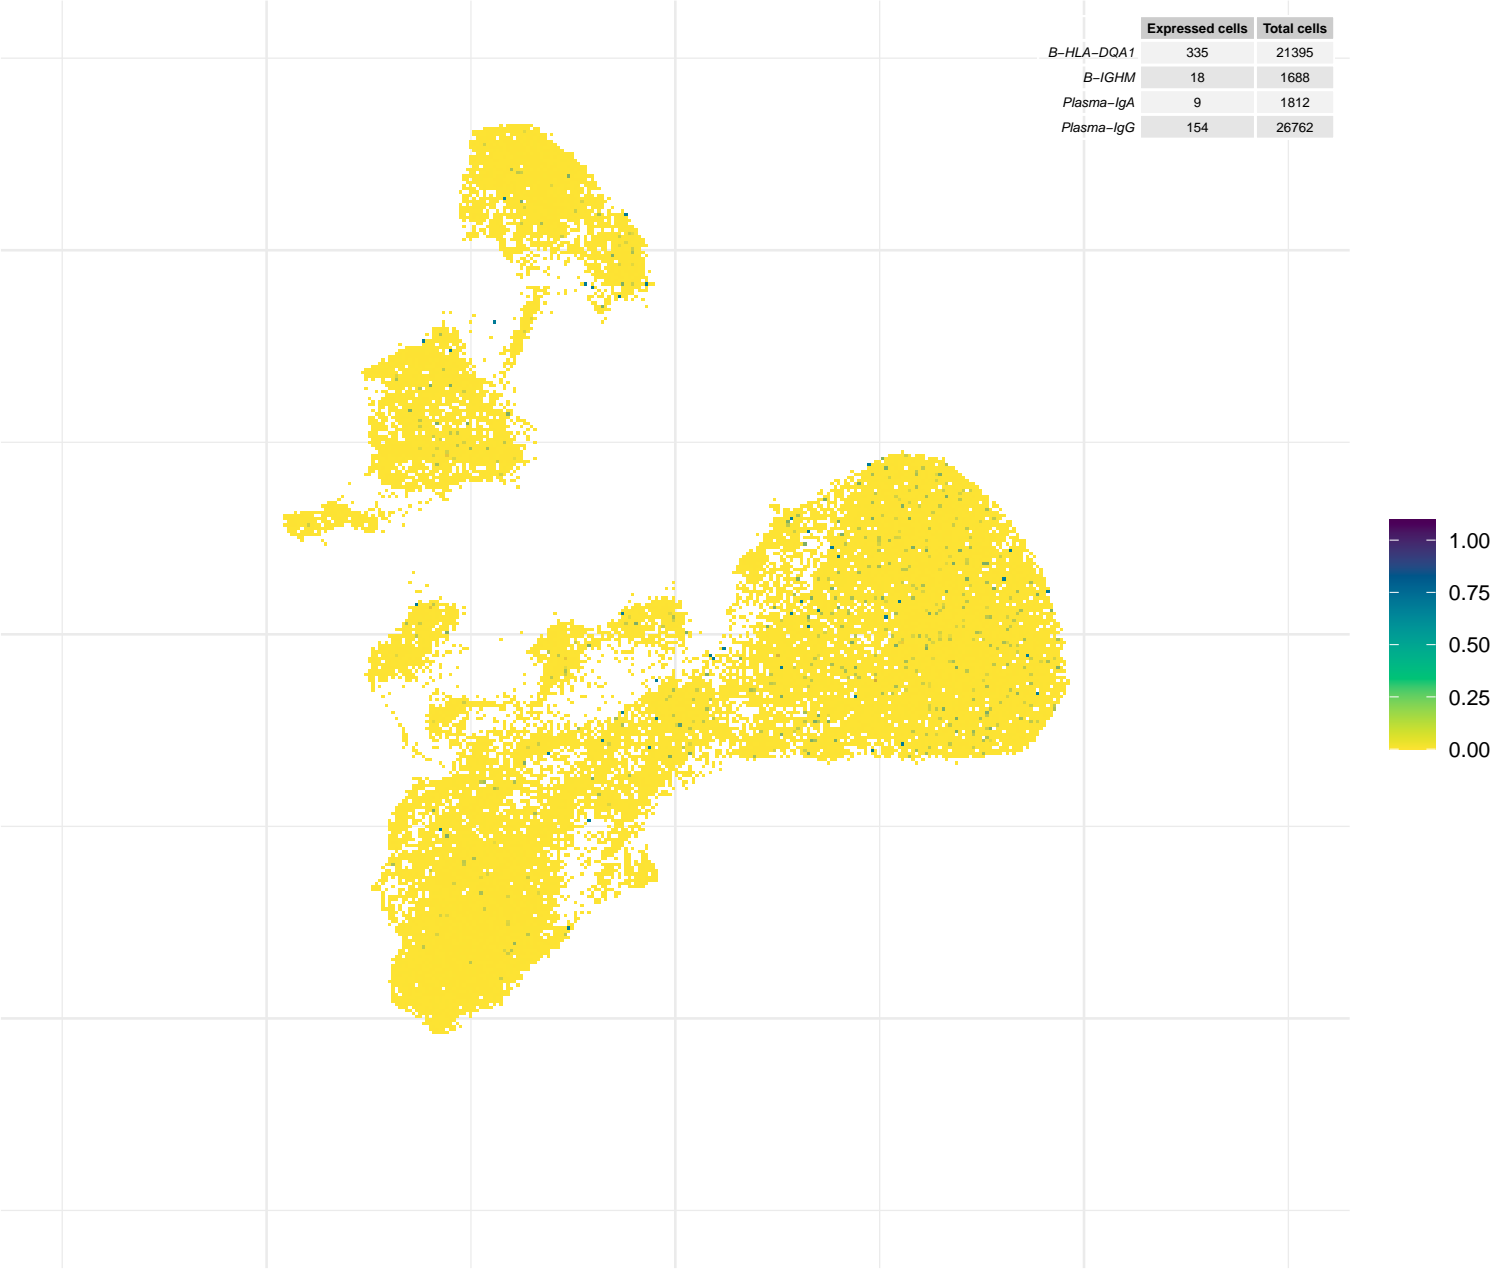 Expressed cells Total cells
B−HLA−DQA1 335 21395
B−IGHM 18 1688
Plasma−IgA 9 1812
Plasma−IgG 154 26762
1.00
0.75
0.50
0.25
0.00